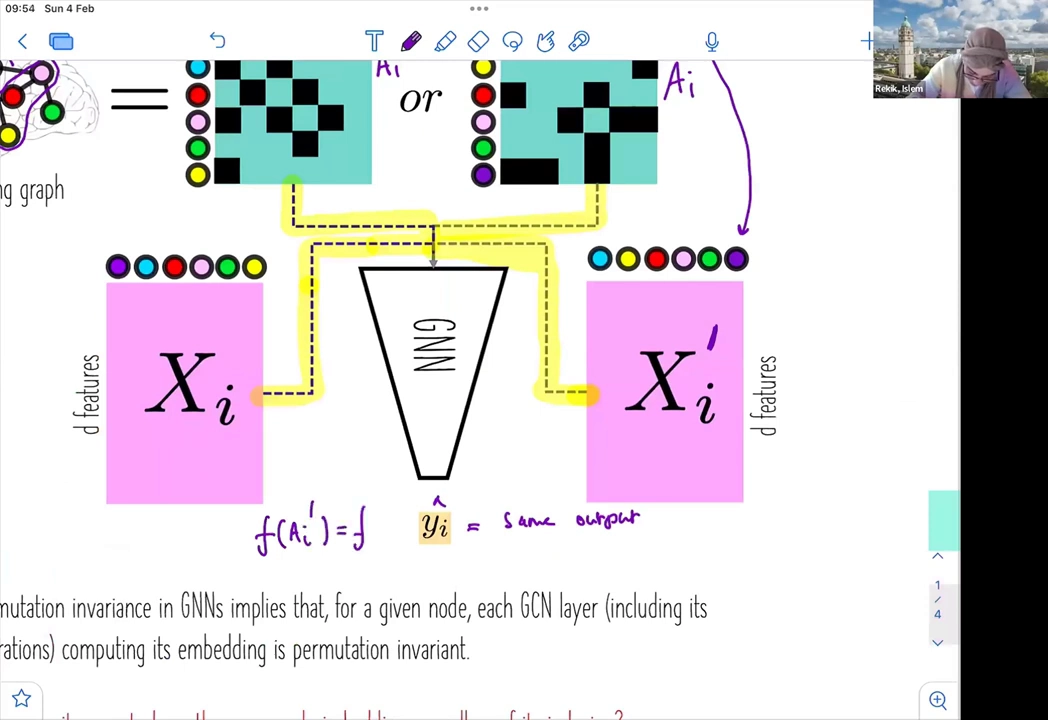 09:54 Sun 4 Feb
Rekik, Islem
Ai
= or
Ai
ng graph
GNN
d features
Xi
Xi'
d features
f(Ai') = f
ŷi = same output
mutation invariance in GNNs implies that, for a given node, each GCN layer (including its
rations) computing its embedding is permutation invariant.
1
/
4